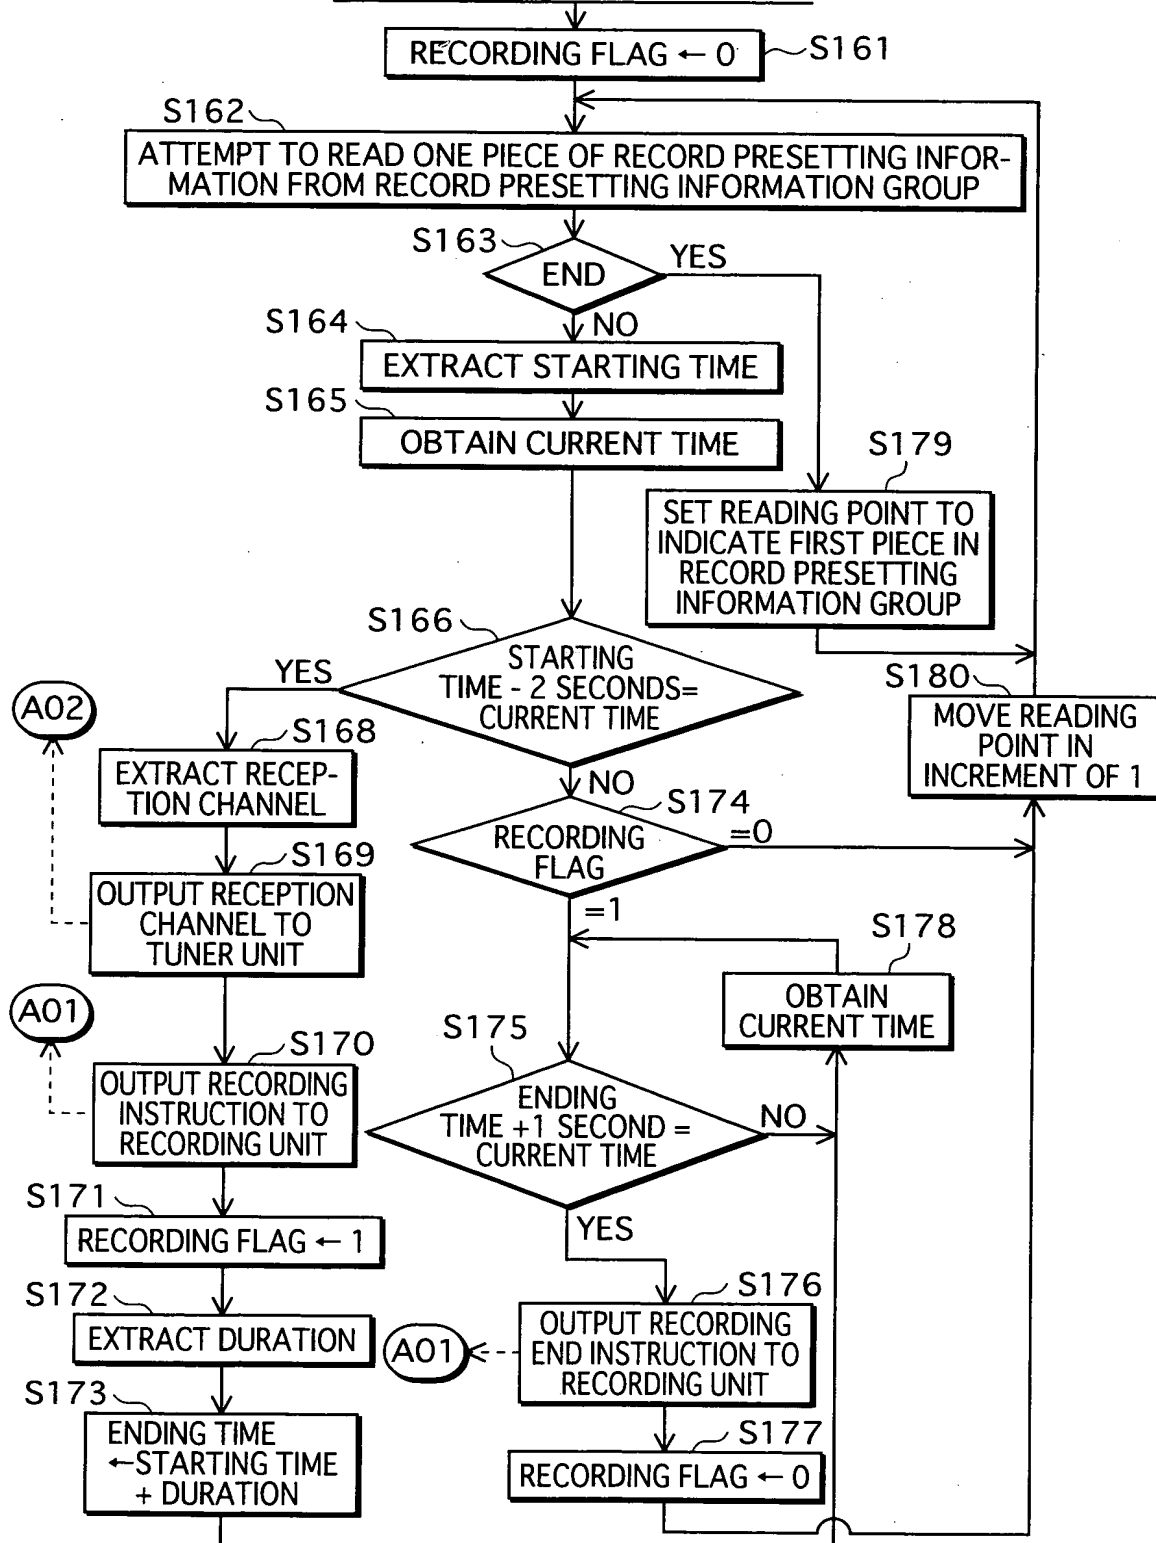 RECORDING FLAG ← 0
S161
S162
ATTEMPT TO READ ONE PIECE OF RECORD PRESETTING INFOR-
MATION FROM RECORD PRESETTING INFORMATION GROUP
S163
END
YES
NO
S164
EXTRACT STARTING TIME
S165
OBTAIN CURRENT TIME
S179
SET READING POINT TO
INDICATE FIRST PIECE IN
RECORD PRESETTING
INFORMATION GROUP
S166
STARTING
TIME - 2 SECONDS=
CURRENT TIME
YES
NO
S180
MOVE READING
POINT IN
INCREMENT OF 1
A02
S168
EXTRACT RECEP-
TION CHANNEL
S174
RECORDING
FLAG
=0
=1
S169
OUTPUT RECEPTION
CHANNEL TO
TUNER UNIT
S178
OBTAIN
CURRENT TIME
A01
S170
OUTPUT RECORDING
INSTRUCTION TO
RECORDING UNIT
S175
ENDING
TIME +1 SECOND =
CURRENT TIME
NO
YES
S171
RECORDING FLAG ← 1
S172
EXTRACT DURATION
S176
OUTPUT RECORDING
END INSTRUCTION TO
RECORDING UNIT
A01
S173
ENDING TIME
←STARTING TIME
+ DURATION
S177
RECORDING FLAG ← 0